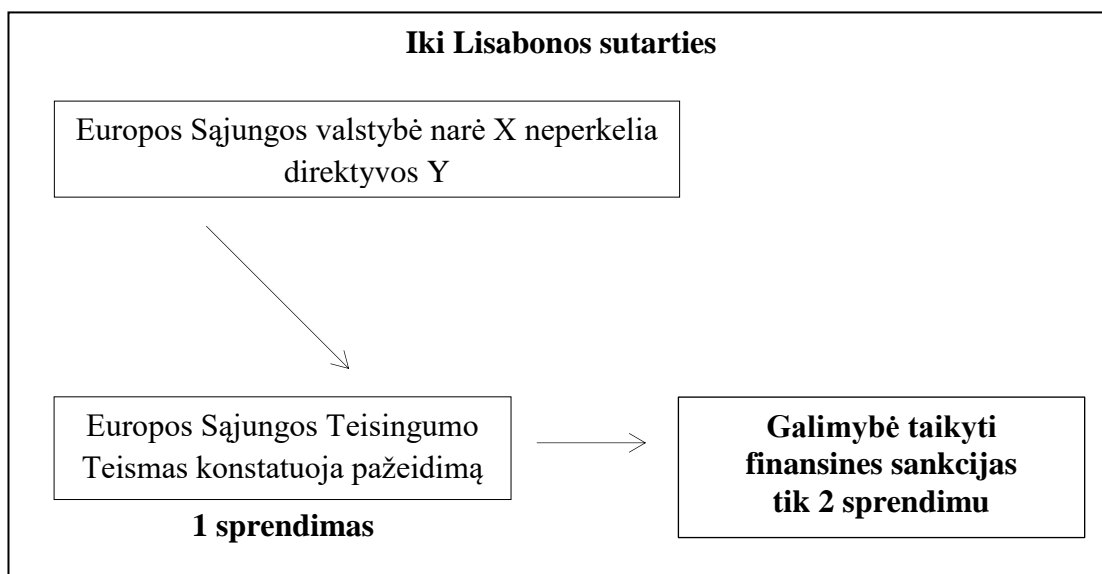 Iki Lisabonos sutarties
Europos Sąjungos valstybė narė X neperkelia
direktyvos Y
Europos Sąjungos Teisingumo
Teismas konstatuoja pažeidimą
1 sprendimas
Galimybė taikyti
finansines sankcijas
tik 2 sprendimu